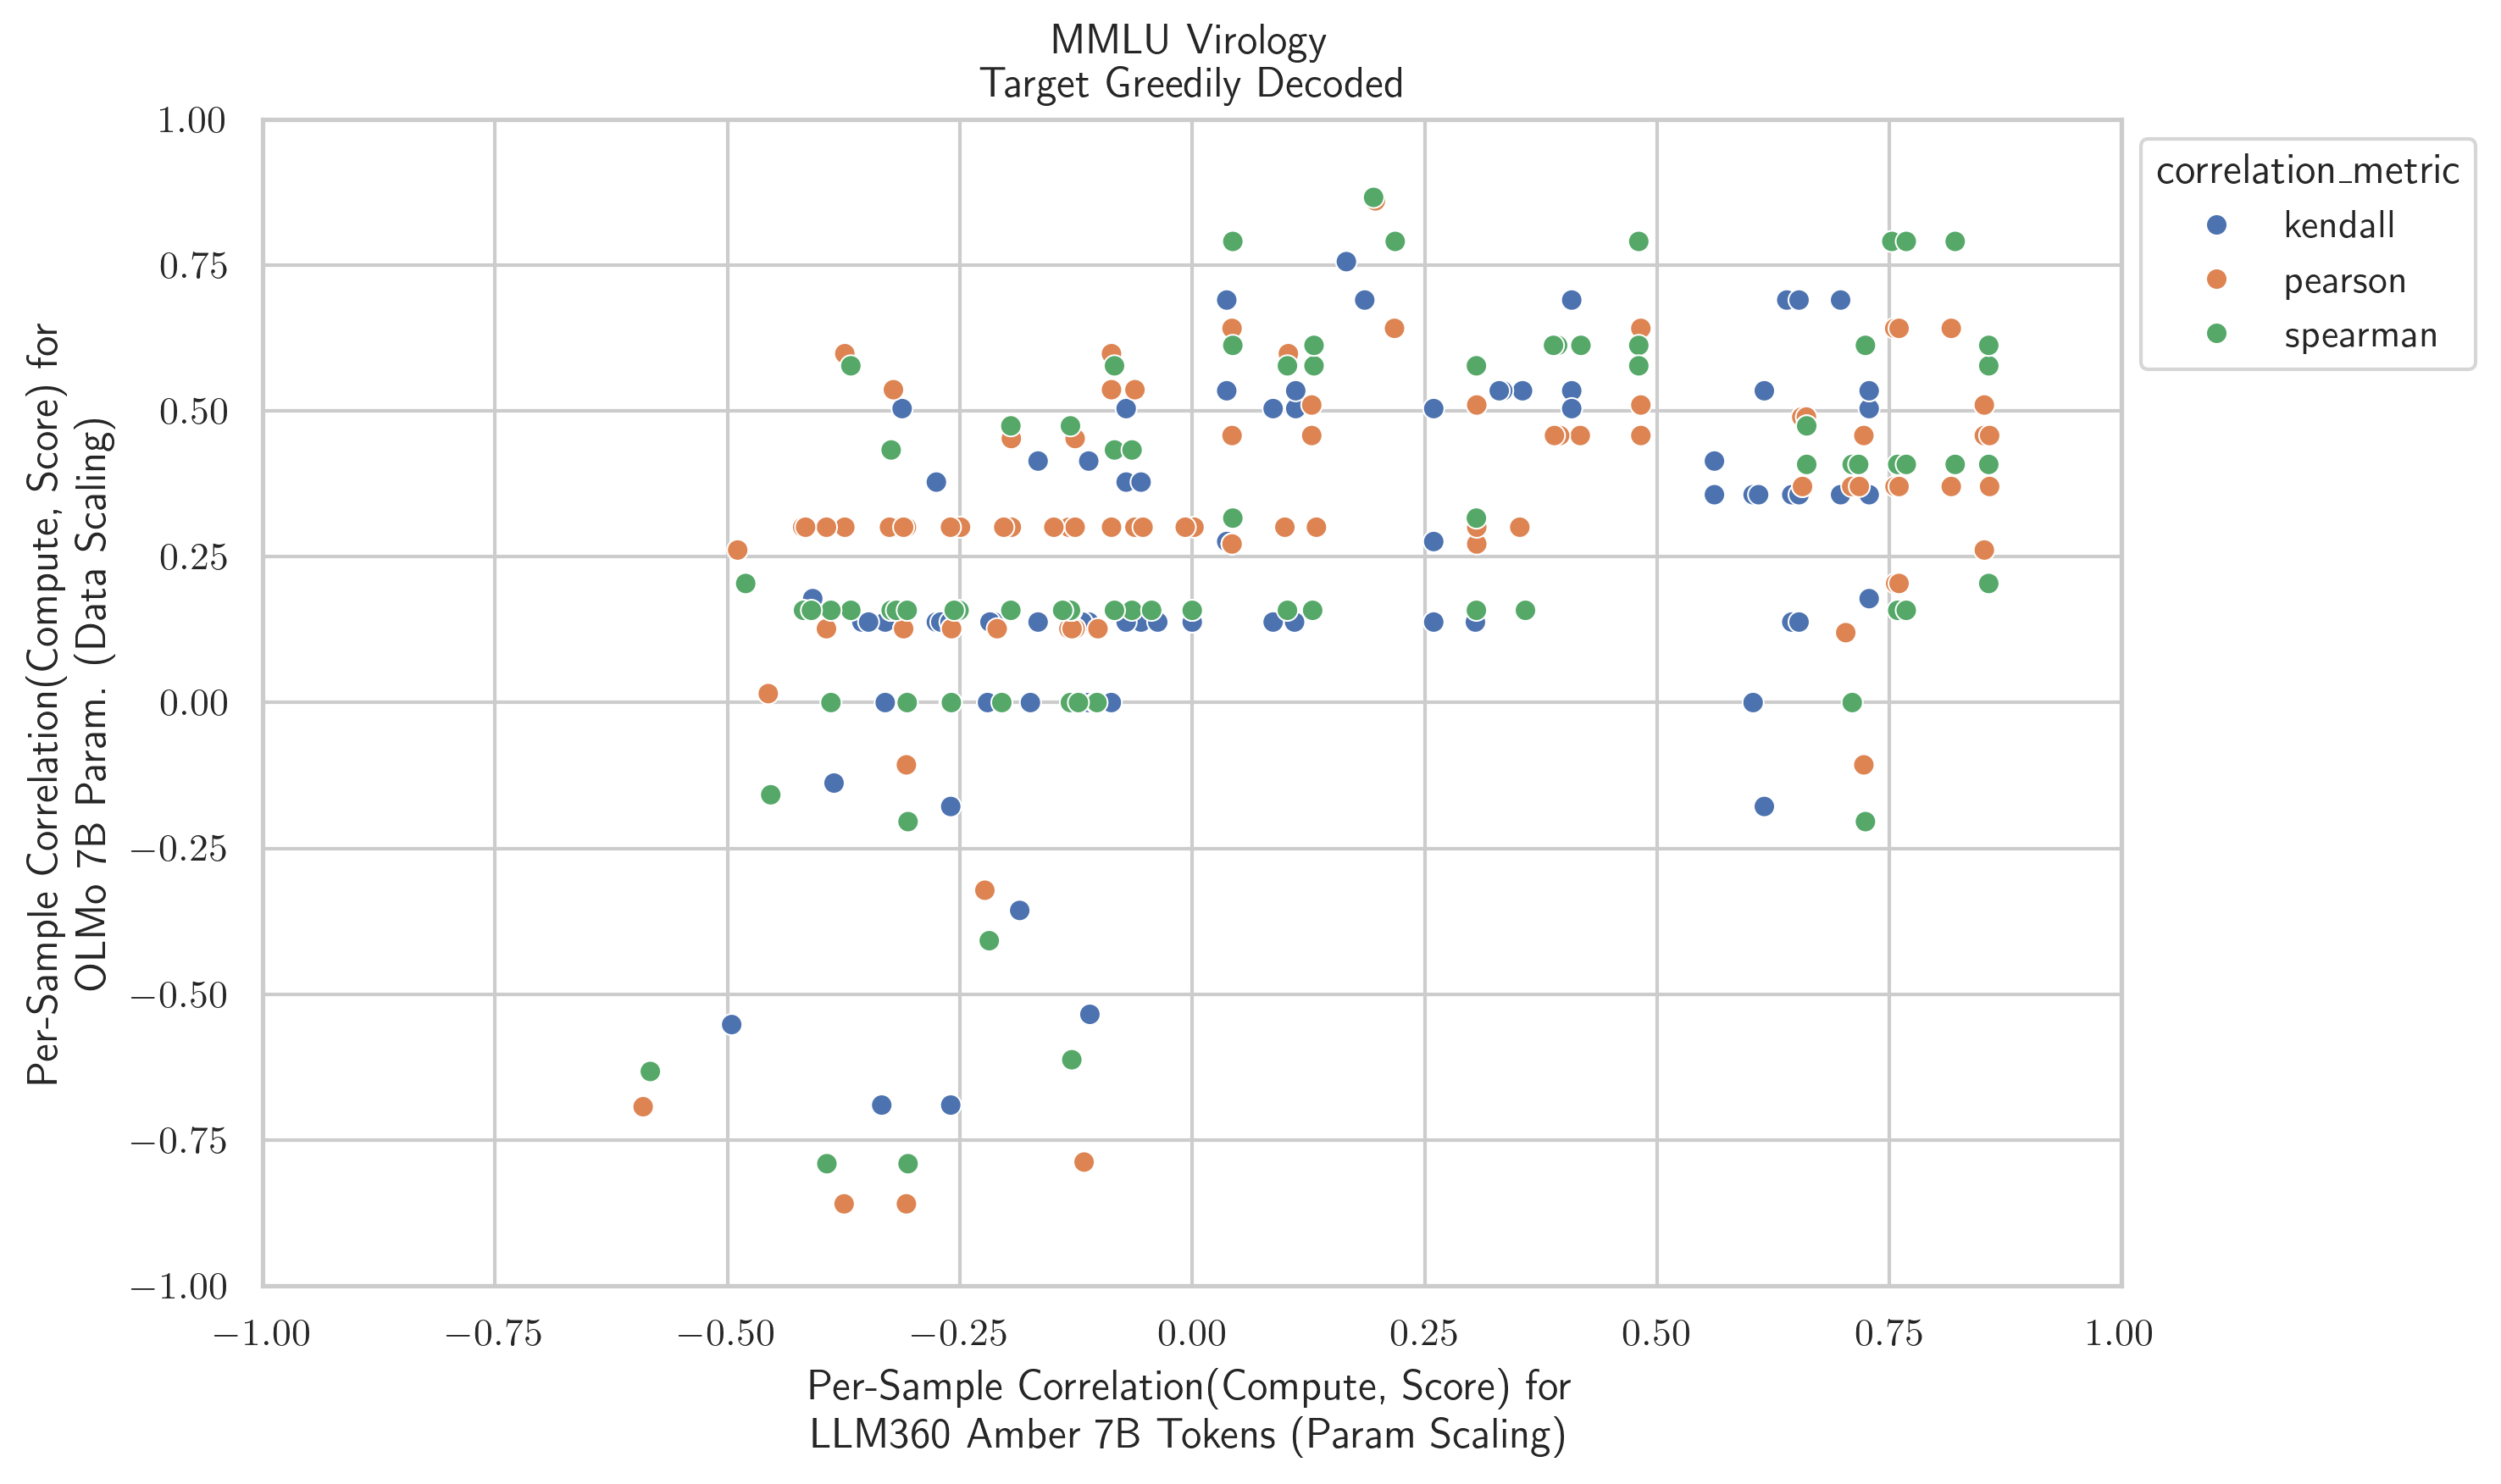 MMLU Virology
Target Greedily Decoded
Per-Sample Correlation(Compute, Score) for
OLMo 7B Param. (Data Scaling)
1.00
0.75
0.50
0.25
0.00
−0.25
−0.50
−0.75
−1.00
−1.00
−0.75
−0.50
−0.25
0.00
0.25
0.50
0.75
1.00
Per-Sample Correlation(Compute, Score) for
LLM360 Amber 7B Tokens (Param Scaling)
correlation_metric
kendall
pearson
spearman